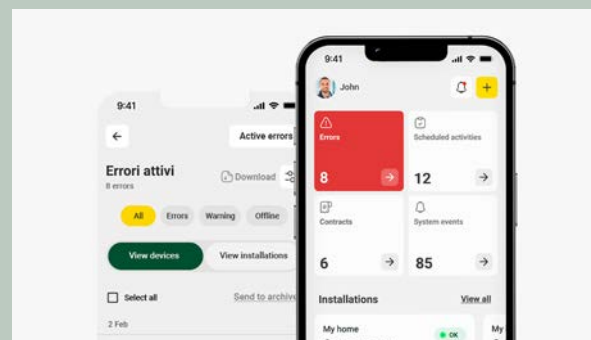 9:41
Active errors
Errori attivi
8 errors
Download
All Errors Warning Offline
View devices View installations
Select all Send to archive
2 Feb
9:41
John
Errors Scheduled activities
8 12
Contracts System events
6 85
Installations View all
My home OK My